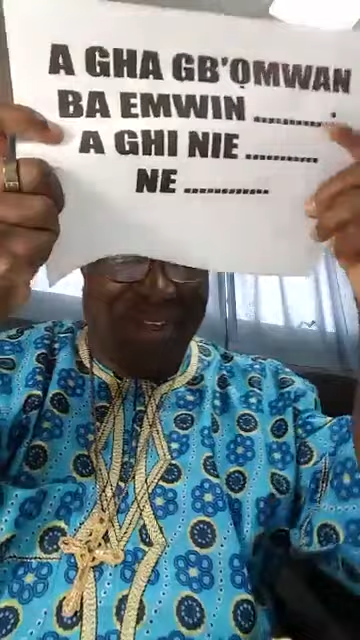 A GHA GB'ỌMWAN
BA EMWIN ..............
A GHI NIE ..............
NE ................